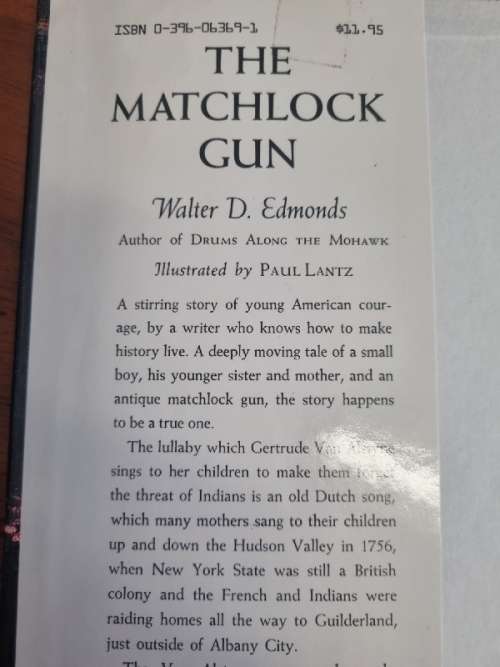 ISBN 0-396-06369-1 $11.95
THE
MATCHLOCK
GUN
Walter D. Edmonds
Author of DRUMS ALONG THE MOHAWK
Illustrated by PAUL LANTZ
A stirring story of young American cour-
age, by a writer who knows how to make
history live. A deeply moving tale of a small
boy, his younger sister and mother, and an
antique matchlock gun, the story happens
to be a true one.
The lullaby which Gertrude Van
sings to her children to make them forget
the threat of Indians is an old Dutch song,
which many mothers sang to their children
up and down the Hudson Valley in 1756,
when New York State was still a British
colony and the French and Indians were
raiding homes all the way to Guilderland,
just outside of Albany City.